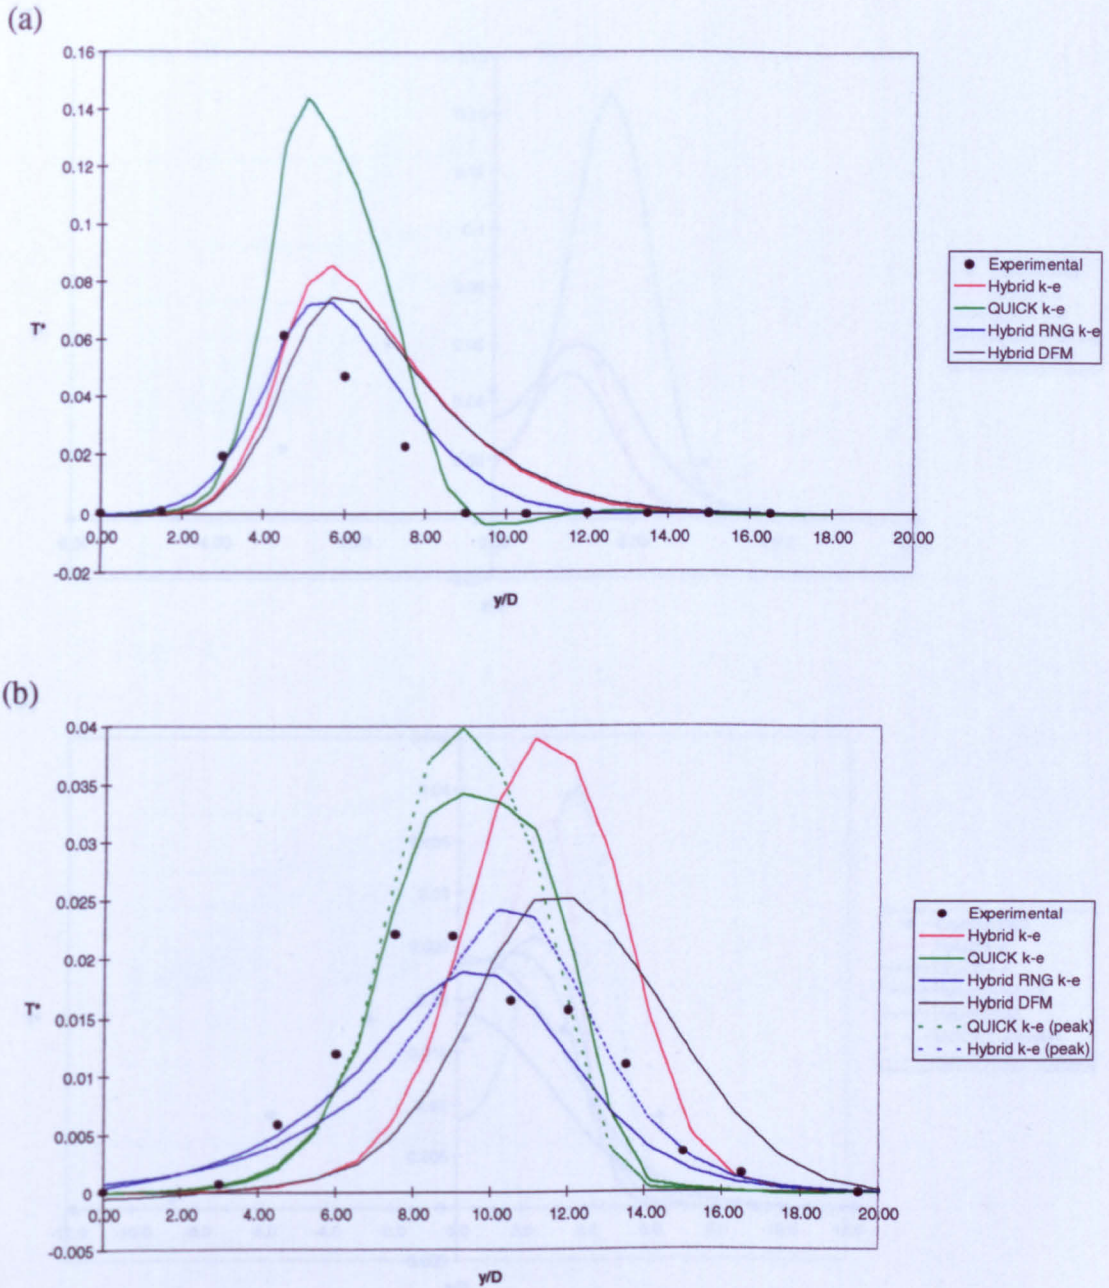 (a)
0.16
0.14
0.12
0.1
0.08
0.06
0.04
0.02
0
-0.02
T*
0.00 2.00 4.00 6.00 8.00 10.00 12.00 14.00 16.00 18.00 20.00
y/D
Experimental
Hybrid k-e
QUICK k-e
Hybrid RNG k-e
Hybrid DFM
(b)
0.04
0.035
0.03
0.025
0.02
0.015
0.01
0.005
0
-0.005
T*
0.00 2.00 4.00 6.00 8.00 10.00 12.00 14.00 16.00 18.00 20.00
y/D
Experimental
Hybrid k-e
QUICK k-e
Hybrid RNG k-e
Hybrid DFM
QUICK k-e (peak)
Hybrid k-e (peak)